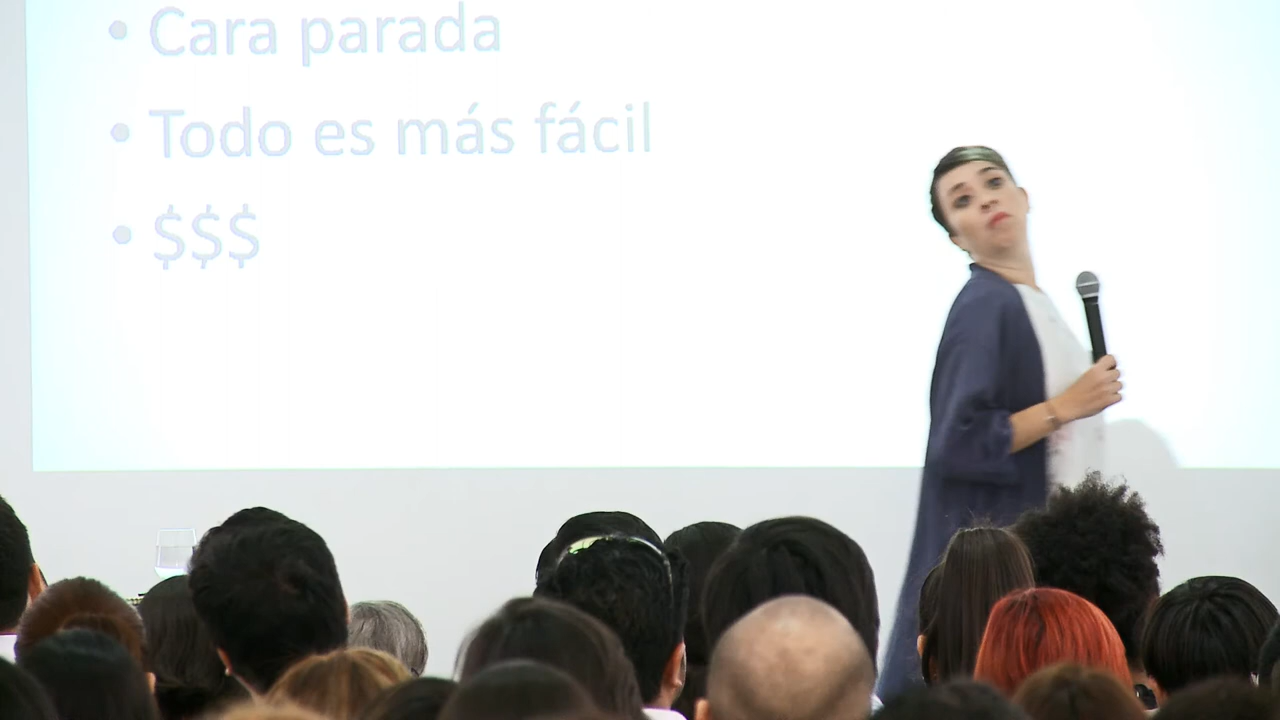 • Cara parada
• Todo es más fácil
• $$$